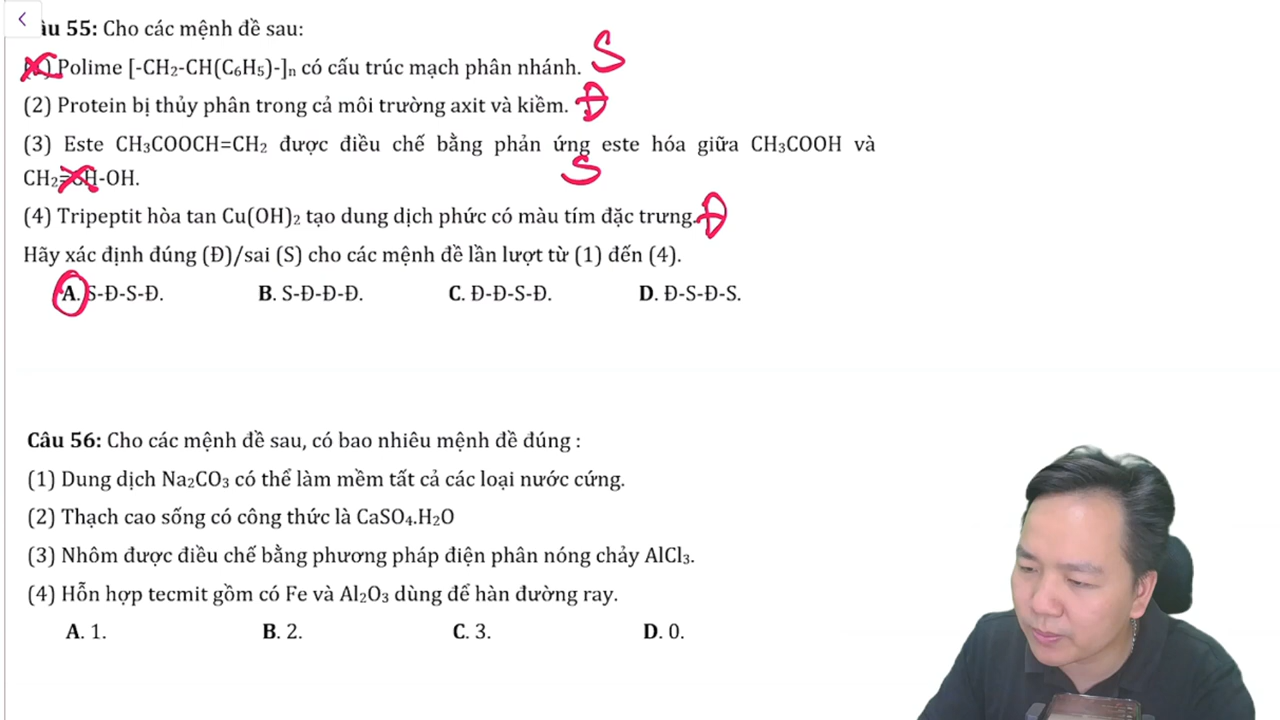 âu 55: Cho các mệnh đề sau:
) Polime [-CH₂-CH(C₆H₅)-]ₙ có cấu trúc mạch phân nhánh. S
(2) Protein bị thủy phân trong cả môi trường axit và kiềm. Đ
(3) Este CH₃COOCH=CH₂ được điều chế bằng phản ứng este hóa giữa CH₃COOH và
CH₂=CH-OH. S
(4) Tripeptit hòa tan Cu(OH)₂ tạo dung dịch phức có màu tím đặc trưng. Đ
Hãy xác định đúng (Đ)/sai (S) cho các mệnh đề lần lượt từ (1) đến (4).
A. S-Đ-S-Đ. B. S-Đ-Đ-Đ. C. Đ-Đ-S-Đ. D. Đ-S-Đ-S.
Câu 56: Cho các mệnh đề sau, có bao nhiêu mệnh đề đúng :
(1) Dung dịch Na₂CO₃ có thể làm mềm tất cả các loại nước cứng.
(2) Thạch cao sống có công thức là CaSO₄.H₂O
(3) Nhôm được điều chế bằng phương pháp điện phân nóng chảy AlCl₃.
(4) Hỗn hợp tecmit gồm có Fe và Al₂O₃ dùng để hàn đường ray.
A. 1. B. 2. C. 3. D. 0.